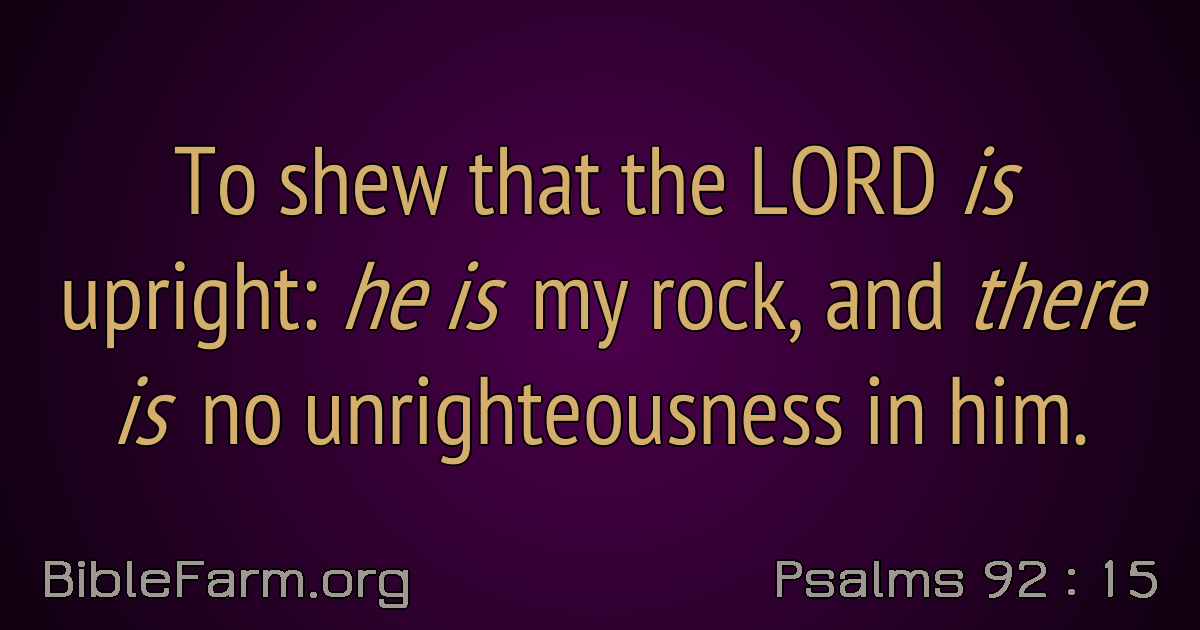 To shew that the LORD is
upright: he is my rock, and there
is no unrighteousness in him.
BibleFarm.org
Psalms 92 : 15